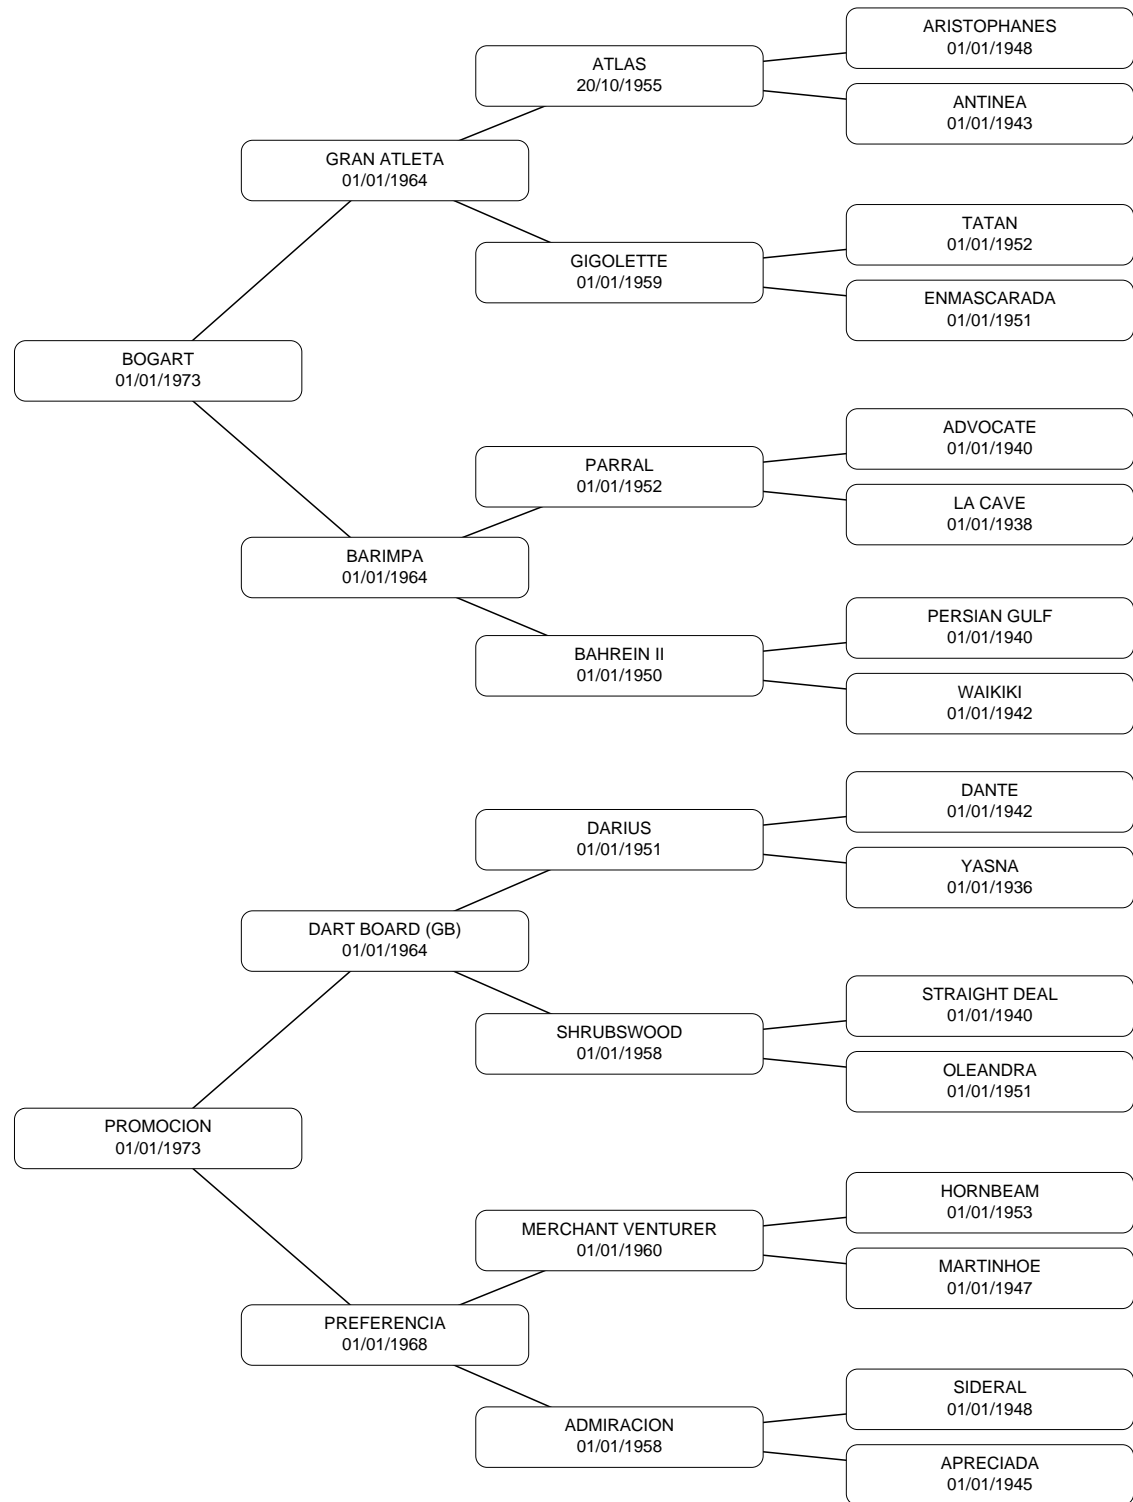 ARISTOPHANES
01/01/1948
ATLAS
20/10/1955
ANTINEA
01/01/1943
GRAN ATLETA
01/01/1964
TATAN
01/01/1952
GIGOLETTE
01/01/1959
ENMASCARADA
01/01/1951
BOGART
01/01/1973
ADVOCATE
01/01/1940
PARRAL
01/01/1952
LA CAVE
01/01/1938
BARIMPA
01/01/1964
PERSIAN GULF
01/01/1940
BAHREIN II
01/01/1950
WAIKIKI
01/01/1942
DANTE
01/01/1942
DARIUS
01/01/1951
YASNA
01/01/1936
DART BOARD (GB)
01/01/1964
STRAIGHT DEAL
01/01/1940
SHRUBSWOOD
01/01/1958
OLEANDRA
01/01/1951
PROMOCION
01/01/1973
HORNBEAM
01/01/1953
MERCHANT VENTURER
01/01/1960
MARTINHOE
01/01/1947
PREFERENCIA
01/01/1968
SIDERAL
01/01/1948
ADMIRACION
01/01/1958
APRECIADA
01/01/1945